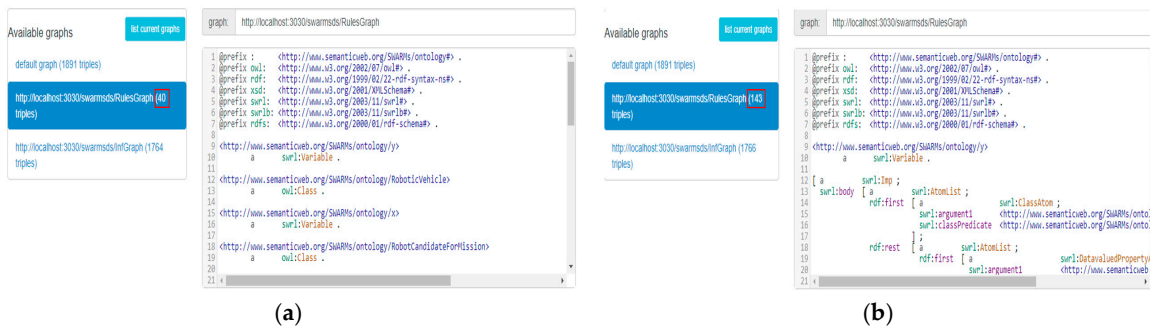 Available graphs
list current graphs
default graph (1891 triples)
http://localhost:3030/swarmsds/RulesGraph (40
triples)
http://localhost:3030/swarmsds/InfGraph (1764
triples)
graph: http://localhost:3030/swarmsds/RulesGraph
1 @prefix : <http://www.semanticweb.org/SWARMs/ontology#> .
2 @prefix owl: <http://www.w3.org/2002/07/owl#> .
3 @prefix rdf: <http://www.w3.org/1999/02/22-rdf-syntax-ns#> .
4 @prefix xsd: <http://www.w3.org/2001/XMLSchema#> .
5 @prefix swrl: <http://www.w3.org/2003/11/swrl#> .
6 @prefix swrlb: <http://www.w3.org/2003/11/swrlb#> .
7 @prefix rdfs: <http://www.w3.org/2000/01/rdf-schema#> .
8
9 <http://www.semanticweb.org/SWARMs/ontology/y>
10 a swrl:Variable .
11
12 <http://www.semanticweb.org/SWARMs/ontology/RoboticVehicle>
13 a owl:Class .
14
15 <http://www.semanticweb.org/SWARMs/ontology/x>
16 a swrl:Variable .
17
18 <http://www.semanticweb.org/SWARMs/ontology/RobotCandidateForMission>
19 a owl:Class .
20
21
(a)
Available graphs
list current graphs
default graph (1891 triples)
http://localhost:3030/swarmsds/RulesGraph (143
triples)
http://localhost:3030/swarmsds/InfGraph (1766
triples)
graph: http://localhost:3030/swarmsds/RulesGraph
1 @prefix : <http://www.semanticweb.org/SWARMs/ontology#> .
2 @prefix owl: <http://www.w3.org/2002/07/owl#> .
3 @prefix rdf: <http://www.w3.org/1999/02/22-rdf-syntax-ns#> .
4 @prefix xsd: <http://www.w3.org/2001/XMLSchema#> .
5 @prefix swrl: <http://www.w3.org/2003/11/swrl#> .
6 @prefix swrlb: <http://www.w3.org/2003/11/swrlb#> .
7 @prefix rdfs: <http://www.w3.org/2000/01/rdf-schema#> .
8
9 <http://www.semanticweb.org/SWARMs/ontology/y>
10 a swrl:Variable .
11
12 [ a swrl:Imp ;
13 swrl:body [ a swrl:AtomList ;
14 rdf:first [ a swrl:ClassAtom ;
15 swrl:argument1 <http://www.semanticweb.org/SWARMs/ontol
16 swrl:classPredicate <http://www.semanticweb.org/SWARMs/ontol
17 ] ;
18 rdf:rest [ a swrl:AtomList ;
19 rdf:first [ a swrl:DatavaluedPropertyA
20 swrl:argument1 <http://www.semanticweb
21
(b)